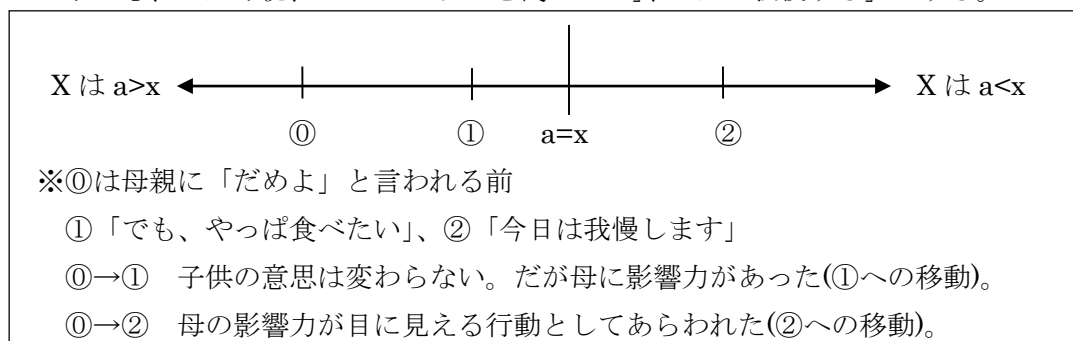 X は a>x
X は a<x
⓪ ① a=x ②
※⓪は母親に「だめよ」と言われる前
①「でも、やっぱ食べたい」、②「今日は我慢します」
⓪→① 子供の意思は変わらない。だが母に影響力があった(①への移動)。
⓪→② 母の影響力が目に見える行動としてあらわれた(②への移動)。